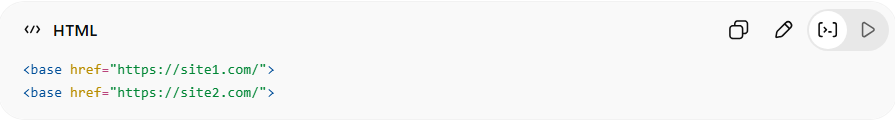 HTML
<base href="https://site1.com/">
<base href="https://site2.com/">